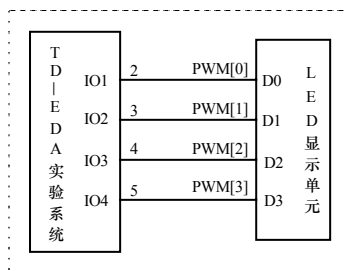 TD—EDA实验系统
IO1 2 PWM[0] D0
IO2 3 PWM[1] D1
IO3 4 PWM[2] D2
IO4 5 PWM[3] D3
LED显示单元